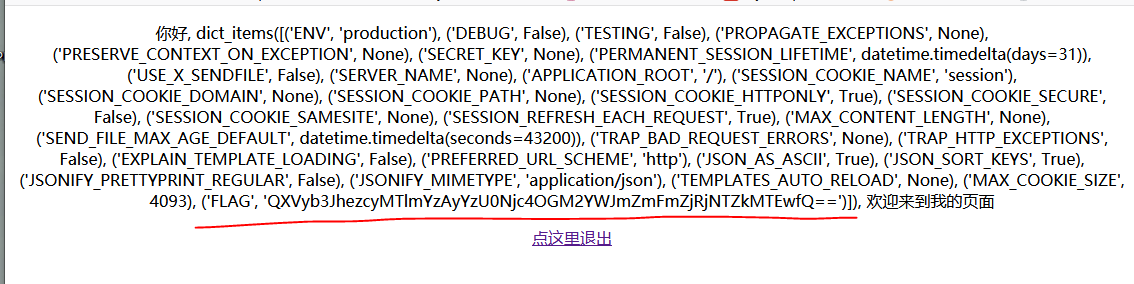 你好, dict_items([('ENV', 'production'), ('DEBUG', False), ('TESTING', False), ('PROPAGATE_EXCEPTIONS', None),
('PRESERVE_CONTEXT_ON_EXCEPTION', None), ('SECRET_KEY', None), ('PERMANENT_SESSION_LIFETIME', datetime.timedelta(days=31)),
('USE_X_SENDFILE', False), ('SERVER_NAME', None), ('APPLICATION_ROOT', '/'), ('SESSION_COOKIE_NAME', 'session'),
('SESSION_COOKIE_DOMAIN', None), ('SESSION_COOKIE_PATH', None), ('SESSION_COOKIE_HTTPONLY', True), ('SESSION_COOKIE_SECURE',
False), ('SESSION_COOKIE_SAMESITE', None), ('SESSION_REFRESH_EACH_REQUEST', True), ('MAX_CONTENT_LENGTH', None),
('SEND_FILE_MAX_AGE_DEFAULT', datetime.timedelta(seconds=43200)), ('TRAP_BAD_REQUEST_ERRORS', None), ('TRAP_HTTP_EXCEPTIONS',
False), ('EXPLAIN_TEMPLATE_LOADING', False), ('PREFERRED_URL_SCHEME', 'http'), ('JSON_AS_ASCII', True), ('JSON_SORT_KEYS', True),
('JSONIFY_PRETTYPRINT_REGULAR', False), ('JSONIFY_MIMETYPE', 'application/json'), ('TEMPLATES_AUTO_RELOAD', None), ('MAX_COOKIE_SIZE',
4093), ('FLAG', 'QXVyb3JhezcyMTlmYzAyYzU0Njc4OGM2YWJmZmFmZjRjNTZkMTEwfQ==')]), 欢迎来到我的页面
点这里退出